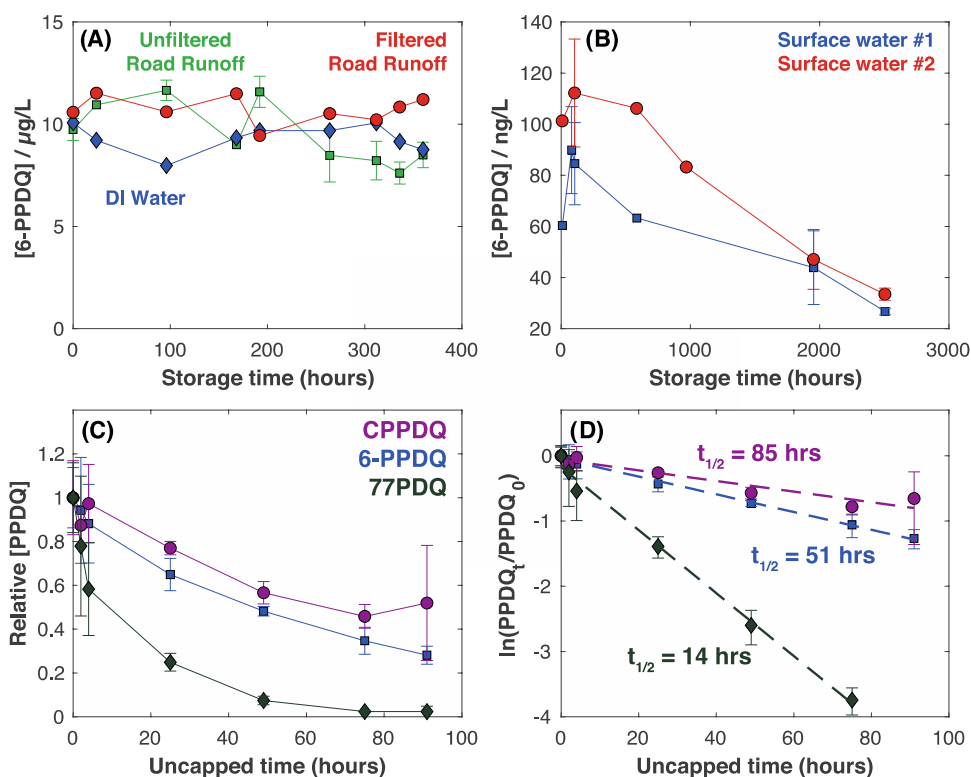 (A)
Unfiltered
Road Runoff
Filtered
Road Runoff
DI Water
[6-PPDQ] / µg/L
15
10
5
0
0 100 200 300 400
Storage time (hours)
(B)
Surface water #1
Surface water #2
[6-PPDQ] / ng/L
140
120
100
80
60
40
20
0 1000 2000 3000
Storage time (hours)
(C)
CPPDQ
6-PPDQ
77PDQ
Relative [PPDQ]
1.2
1
0.8
0.6
0.4
0.2
0
0 20 40 60 80 100
Uncapped time (hours)
(D)
t1/2 = 85 hrs
t1/2 = 51 hrs
t1/2 = 14 hrs
ln(PPDQt/PPDQ0)
0
-1
-2
-3
-4
0 20 40 60 80 100
Uncapped time (hours)